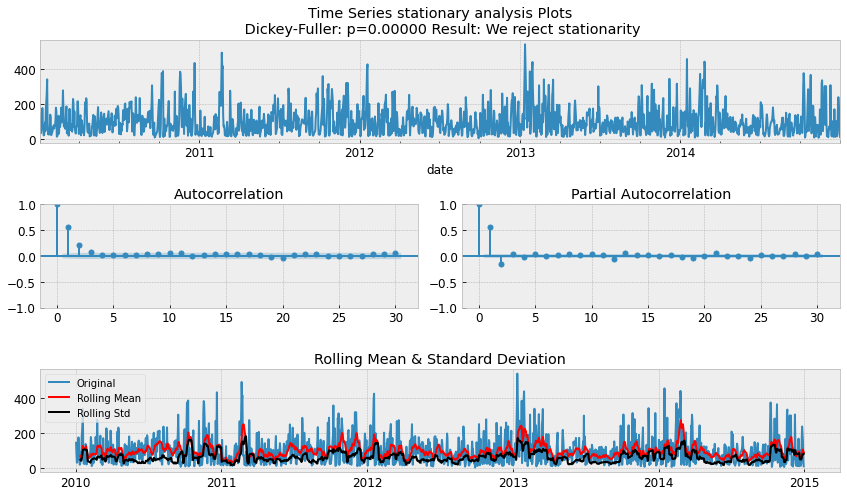 Time Series stationary analysis Plots
Dickey-Fuller: p=0.00000 Result: We reject stationarity
400
200
0
2011 2012 2013 2014
date
Autocorrelation
1.0
0.5
0.0
−0.5
−1.0
0 5 10 15 20 25 30
Partial Autocorrelation
1.0
0.5
0.0
−0.5
−1.0
0 5 10 15 20 25 30
Rolling Mean & Standard Deviation
Original
Rolling Mean
Rolling Std
400
200
0
2010 2011 2012 2013 2014 2015